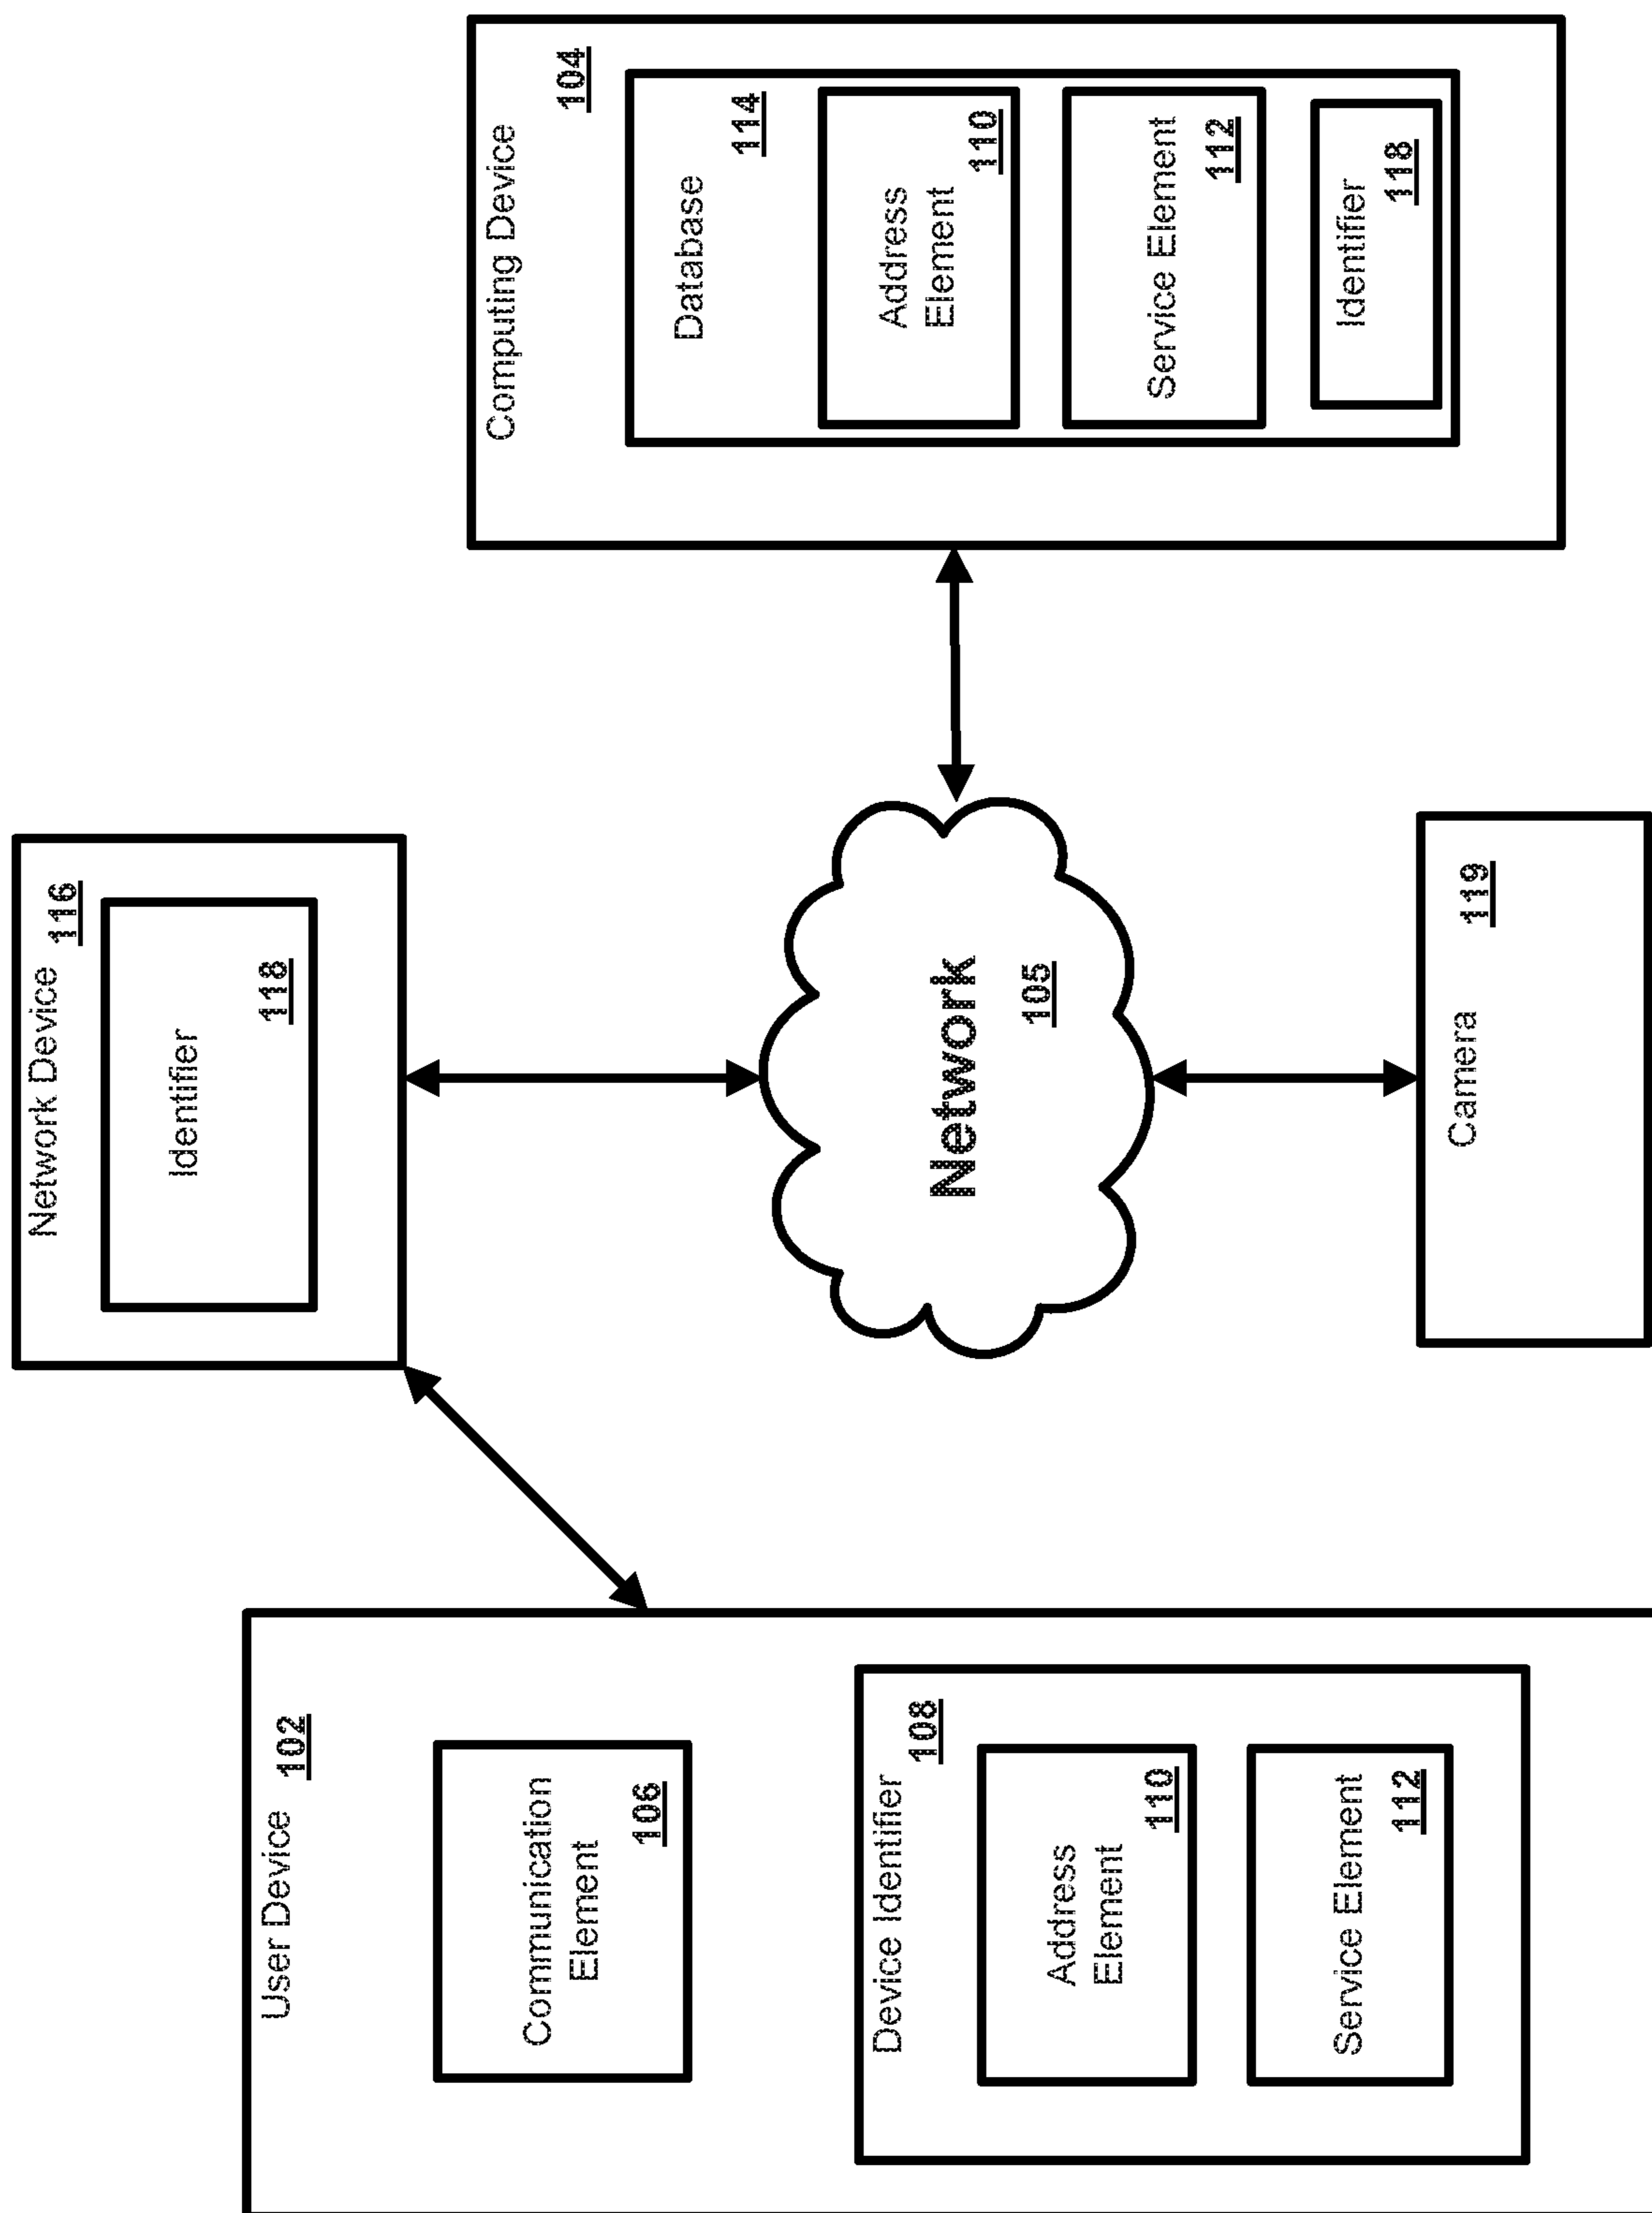 User Device 102
Communication
Element
106
Device Identifier 108
Address
Element
110
Service Element
112
Network Device 116
Identifier
118
Network
105
Camera 119
Computing Device 104
Database 114
Address
Element
110
Service Element
112
Identifier
118